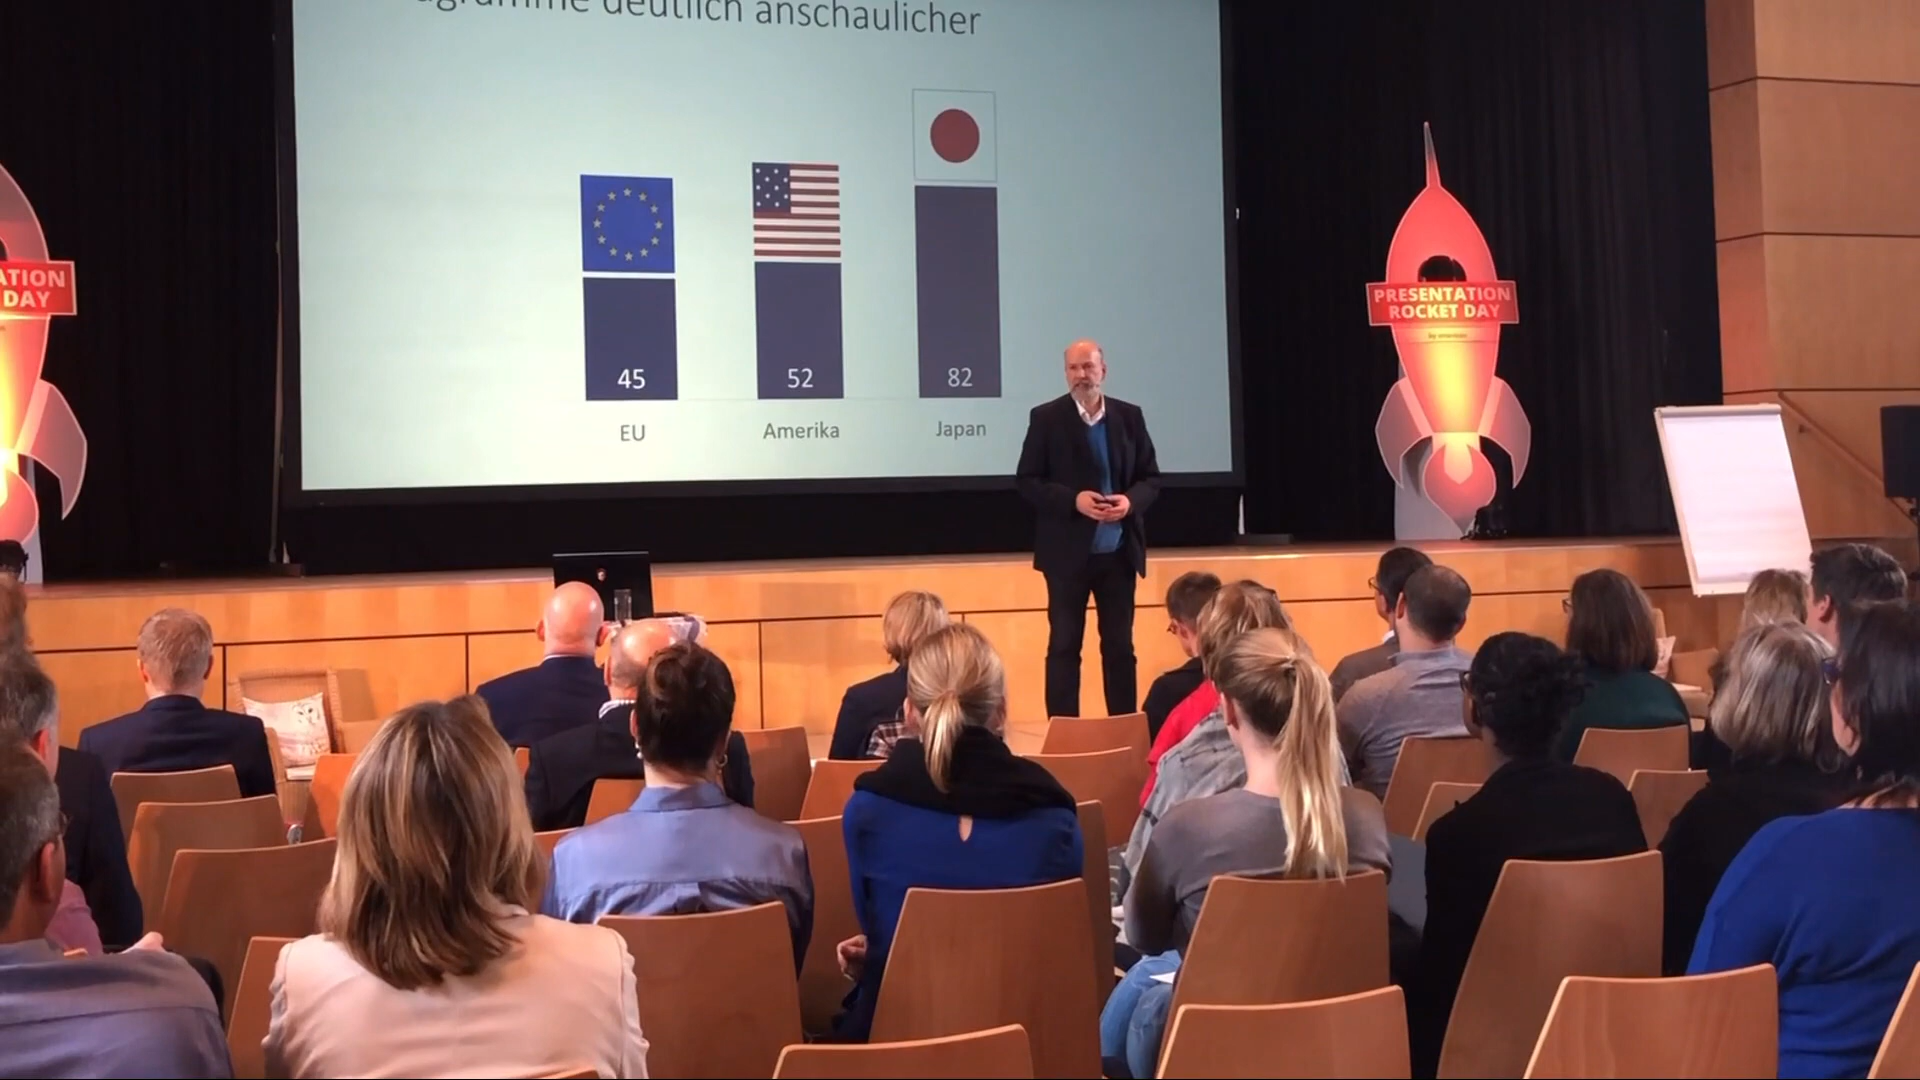 deutlich anschaulicher
45
52
82
EU
Amerika
Japan
ATION
DAY
PRESENTATION
ROCKET DAY